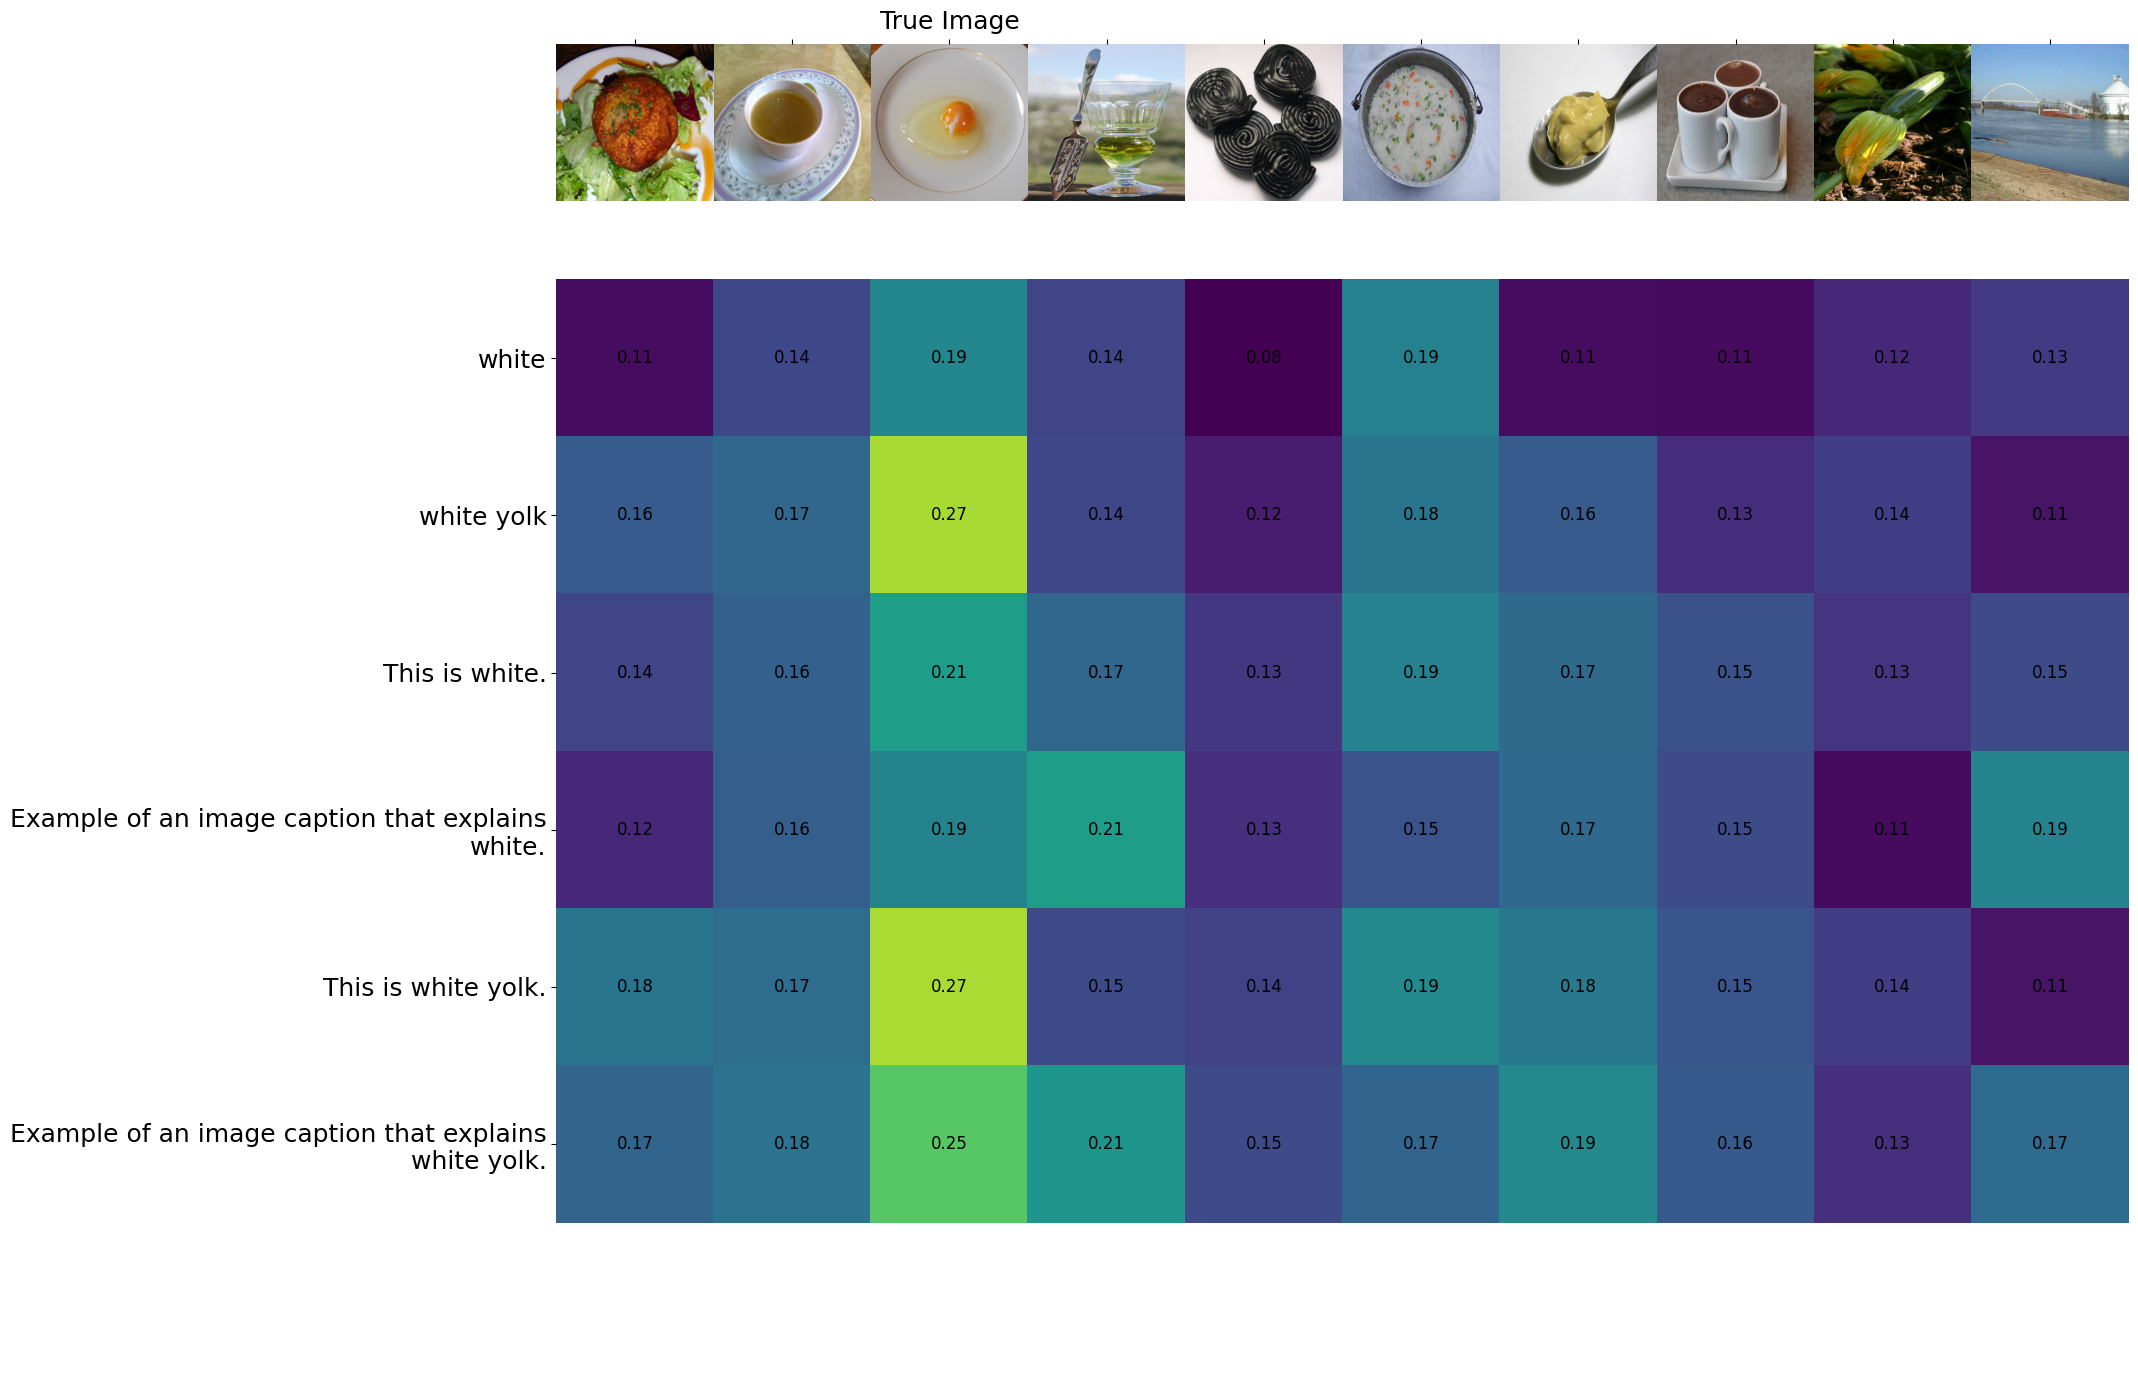 True Image
white
0.11 0.14 0.19 0.14 0.08 0.19 0.11 0.11 0.12 0.13
white yolk
0.16 0.17 0.27 0.14 0.12 0.18 0.16 0.13 0.14 0.11
This is white.
0.14 0.16 0.21 0.17 0.13 0.19 0.17 0.15 0.13 0.15
Example of an image caption that explains
white.
0.12 0.16 0.19 0.21 0.13 0.15 0.17 0.15 0.11 0.19
This is white yolk.
0.18 0.17 0.27 0.15 0.14 0.19 0.18 0.15 0.14 0.11
Example of an image caption that explains
white yolk.
0.17 0.18 0.25 0.21 0.15 0.17 0.19 0.16 0.13 0.17